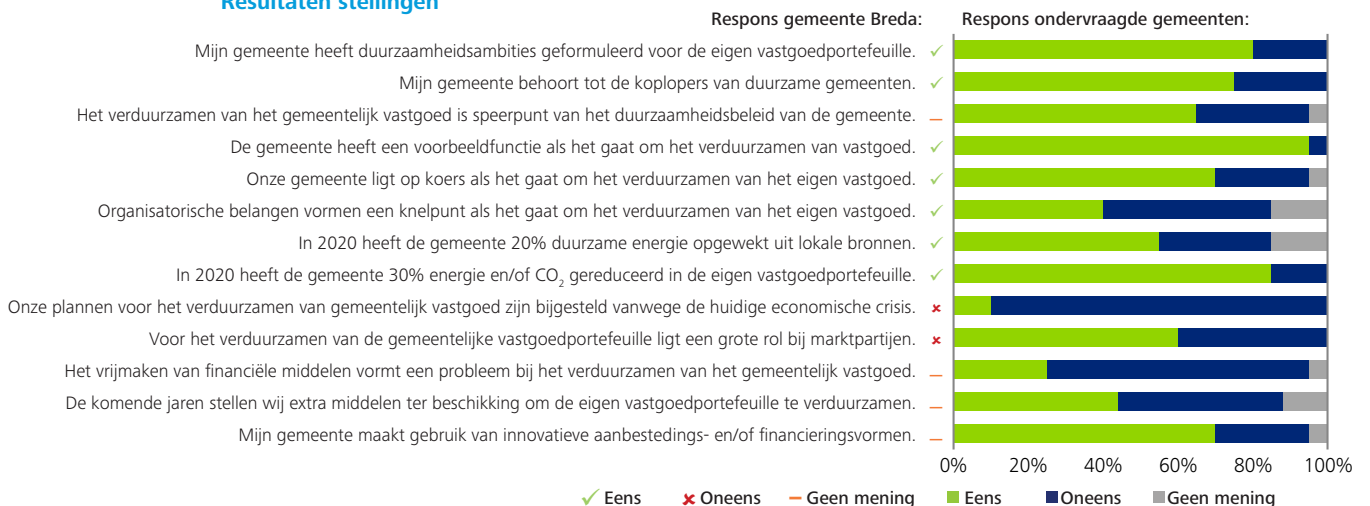 Resultaten stellingen
Respons gemeente Breda: Respons ondervraagde gemeenten:
Mijn gemeente heeft duurzaamheidsambities geformuleerd voor de eigen vastgoedportefeuille. ✓
Mijn gemeente behoort tot de koplopers van duurzame gemeenten. ✓
Het verduurzamen van het gemeentelijk vastgoed is speerpunt van het duurzaamheidsbeleid van de gemeente. –
De gemeente heeft een voorbeeldfunctie als het gaat om het verduurzamen van vastgoed. ✓
Onze gemeente ligt op koers als het gaat om het verduurzamen van het eigen vastgoed. ✓
Organisatorische belangen vormen een knelpunt als het gaat om het verduurzamen van het eigen vastgoed. ✓
In 2020 heeft de gemeente 20% duurzame energie opgewekt uit lokale bronnen. ✓
In 2020 heeft de gemeente 30% energie en/of CO₂ gereduceerd in de eigen vastgoedportefeuille. ✓
Onze plannen voor het verduurzamen van gemeentelijk vastgoed zijn bijgesteld vanwege de huidige economische crisis. ✗
Voor het verduurzamen van de gemeentelijke vastgoedportefeuille ligt een grote rol bij marktpartijen. ✗
Het vrijmaken van financiële middelen vormt een probleem bij het verduurzamen van het gemeentelijk vastgoed. –
De komende jaren stellen wij extra middelen ter beschikking om de eigen vastgoedportefeuille te verduurzamen. –
Mijn gemeente maakt gebruik van innovatieve aanbestedings- en/of financieringsvormen. –
0% 20% 40% 60% 80% 100%
✓ Eens ✗ Oneens – Geen mening Eens Oneens Geen mening